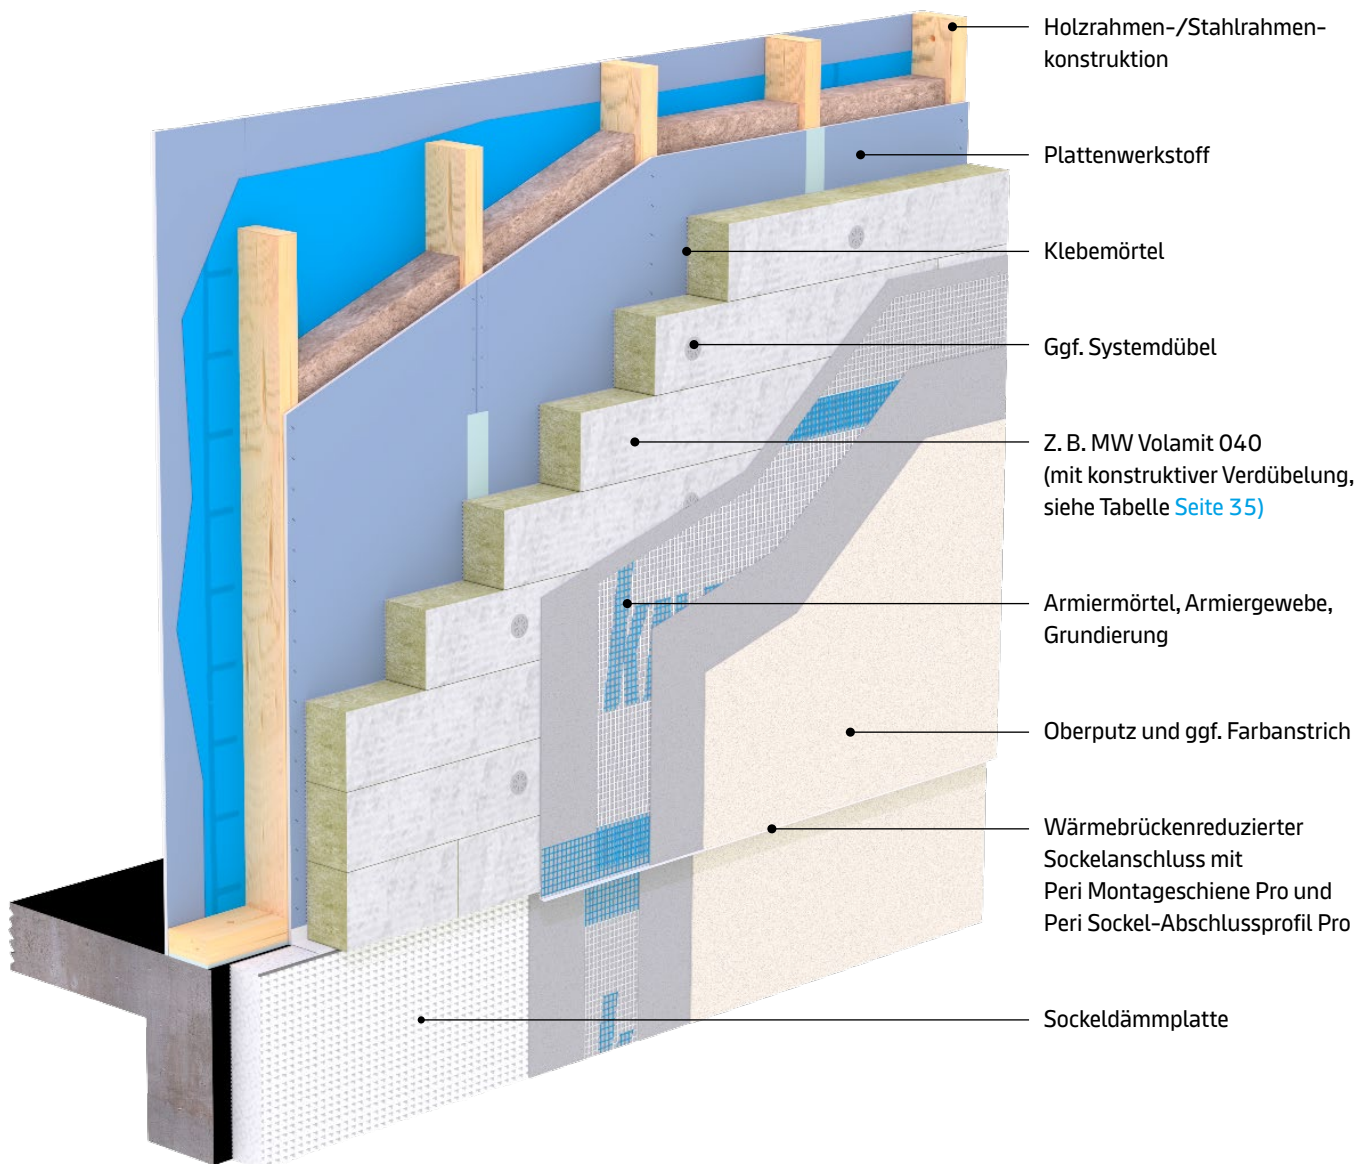 Holzrahmen-/Stahlrahmen-
konstruktion
Plattenwerkstoff
Klebemörtel
Ggf. Systemdübel
Z. B. MW Volamit 040
(mit konstruktiver Verdübelung,
siehe Tabelle Seite 35)
Armiermörtel, Armiergewebe,
Grundierung
Oberputz und ggf. Farbanstrich
Wärmebrückenreduzierter
Sockelanschluss mit
Peri Montageschiene Pro und
Peri Sockel-Abschlussprofil Pro
Sockeldämmplatte